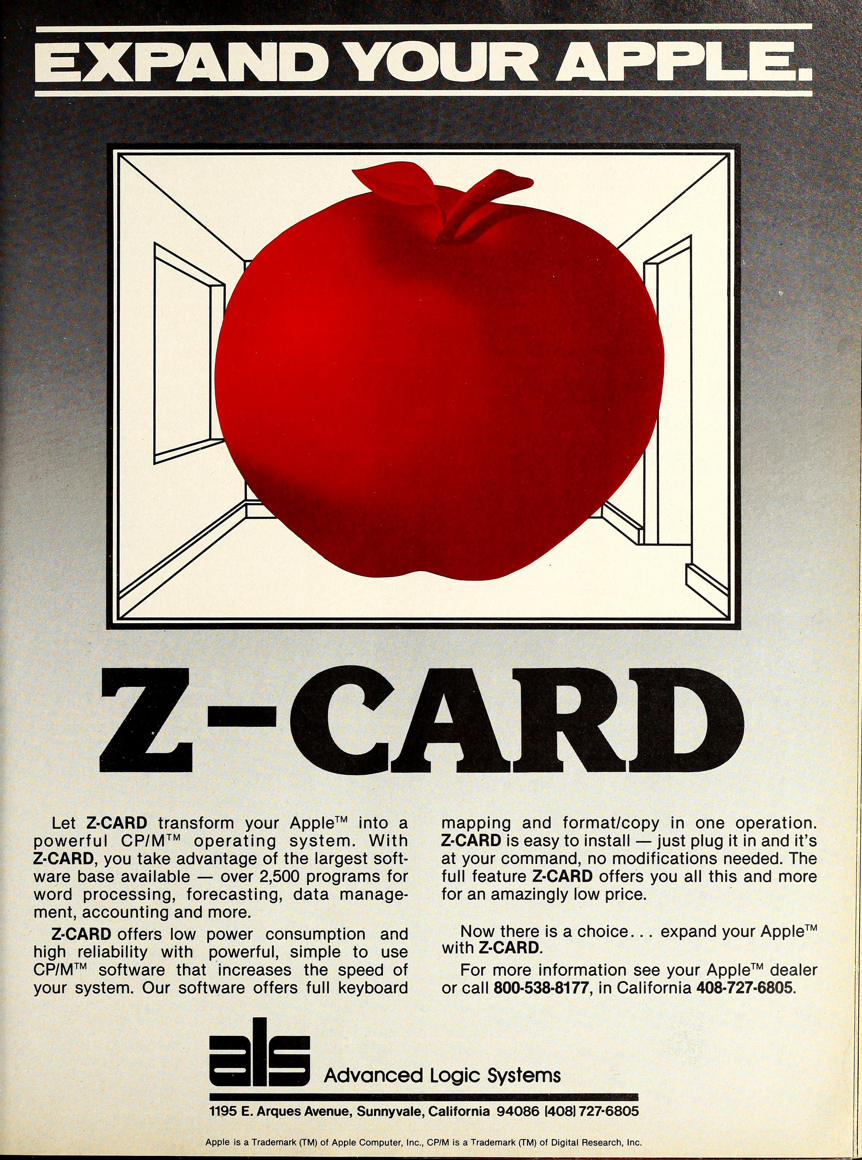 EXPAND YOUR APPLE.
Z-CARD
Let Z-CARD transform your Apple™ into a
powerful CP/M™ operating system. With
Z-CARD, you take advantage of the largest soft-
ware base available — over 2,500 programs for
word processing, forecasting, data manage-
ment, accounting and more.
Z-CARD offers low power consumption and
high reliability with powerful, simple to use
CP/M™ software that increases the speed of
your system. Our software offers full keyboard
mapping and format/copy in one operation.
Z-CARD is easy to install — just plug it in and it's
at your command, no modifications needed. The
full feature Z-CARD offers you all this and more
for an amazingly low price.
Now there is a choice... expand your Apple™
with Z-CARD.
For more information see your Apple™ dealer
or call 800-538-8177, in California 408-727-6805.
als Advanced Logic Systems
1195 E. Arques Avenue, Sunnyvale, California 94086 (408) 727-6805
Apple is a Trademark (TM) of Apple Computer, Inc., CP/M is a Trademark (TM) of Digital Research, Inc.